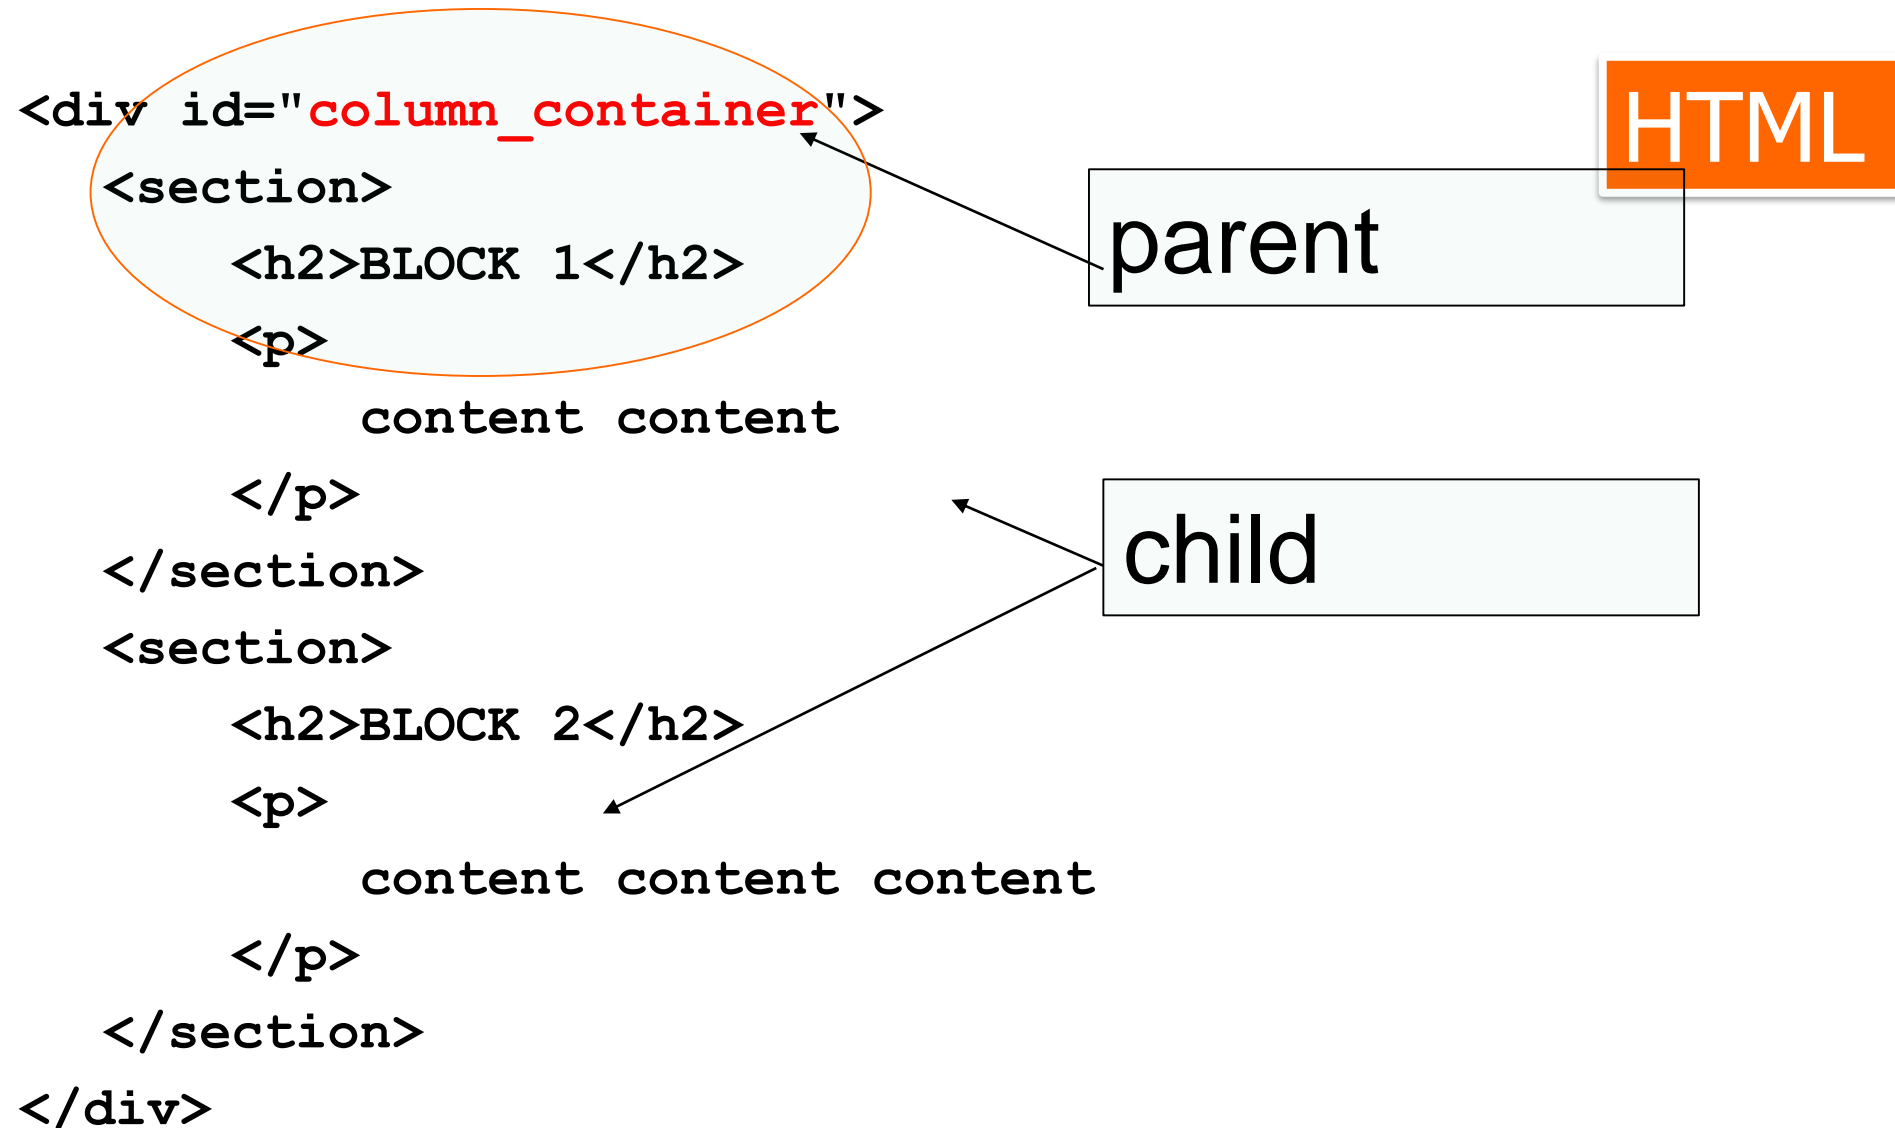 <div id="column_container">
HTML
<section>
parent
<h2>BLOCK 1</h2>
<p>
content content
</p>
child
</section>
<section>
<h2>BLOCK 2</h2>
<p>
content content content
</p>
</section>
</div>